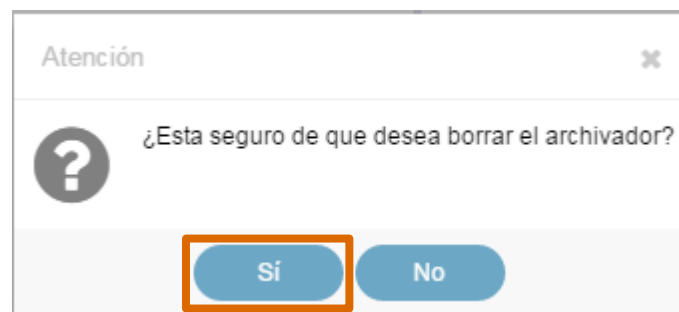 Atención
¿Esta seguro de que desea borrar el archivador?
Sí No